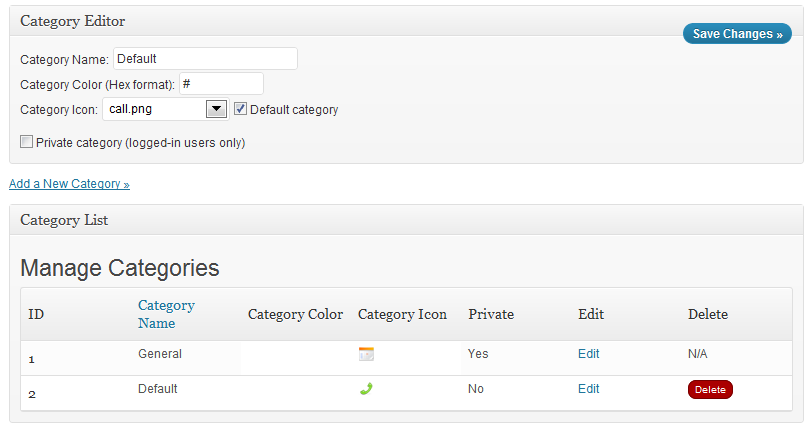 Category Editor
Save Changes »
Category Name: Default
Category Color (Hex format): #
Category Icon: call.png Default category
Private category (logged-in users only)
Add a New Category »
Category List
Manage Categories
ID Category Name Category Color Category Icon Private Edit Delete
1 General Yes Edit N/A
2 Default No Edit Delete